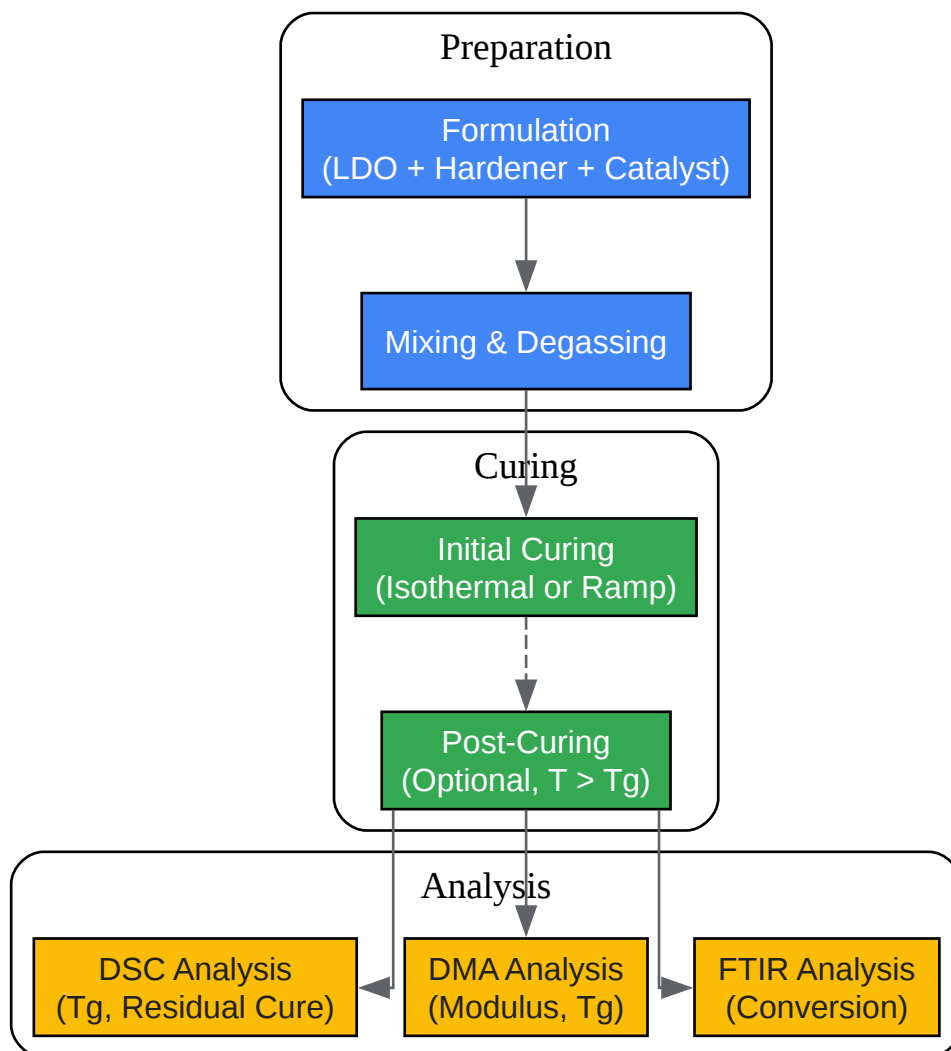 Preparation
Formulation
(LDO + Hardener + Catalyst)
Mixing & Degassing
Curing
Initial Curing
(Isothermal or Ramp)
Post-Curing
(Optional, T > Tg)
Analysis
DSC Analysis
(Tg, Residual Cure)
DMA Analysis
(Modulus, Tg)
FTIR Analysis
(Conversion)